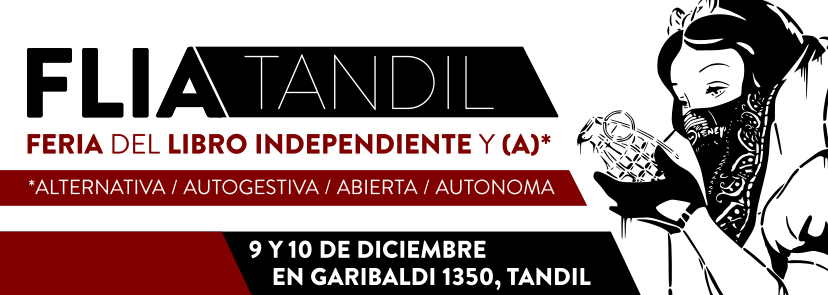 FLIA TANDIL
FERIA DEL LIBRO INDEPENDIENTE Y (A)*
*ALTERNATIVA / AUTOGESTIVA / ABIERTA / AUTONOMA
9 Y 10 DE DICIEMBRE
EN GARIBALDI 1350, TANDIL